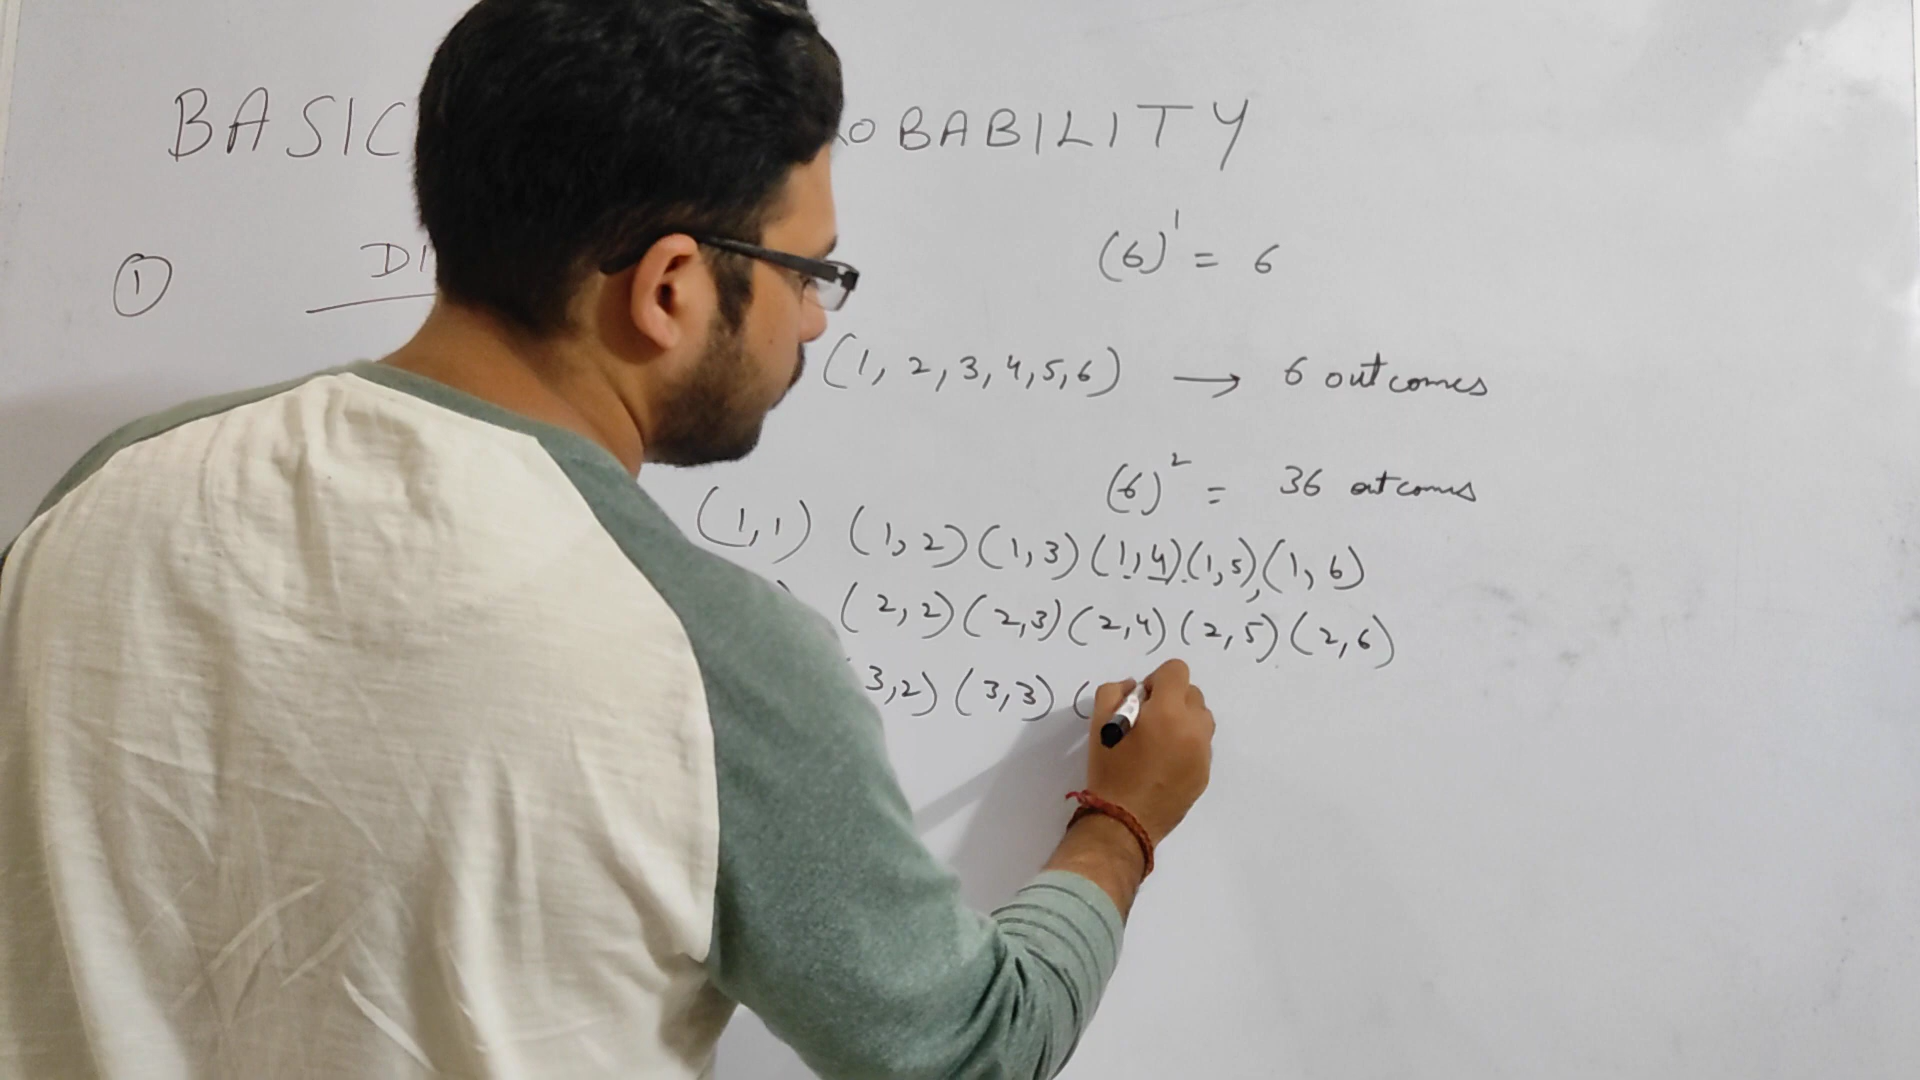 BASIC OBABILITY
(6)¹ = 6
① DI
(1, 2, 3, 4, 5, 6) → 6 outcomes
(6)² = 36 outcomes
(1,1) (1,2) (1,3) (1,4) (1,5), (1,6)
) (2,2) (2,3) (2,4) (2,5) (2,6)
3,2) (3,3) (